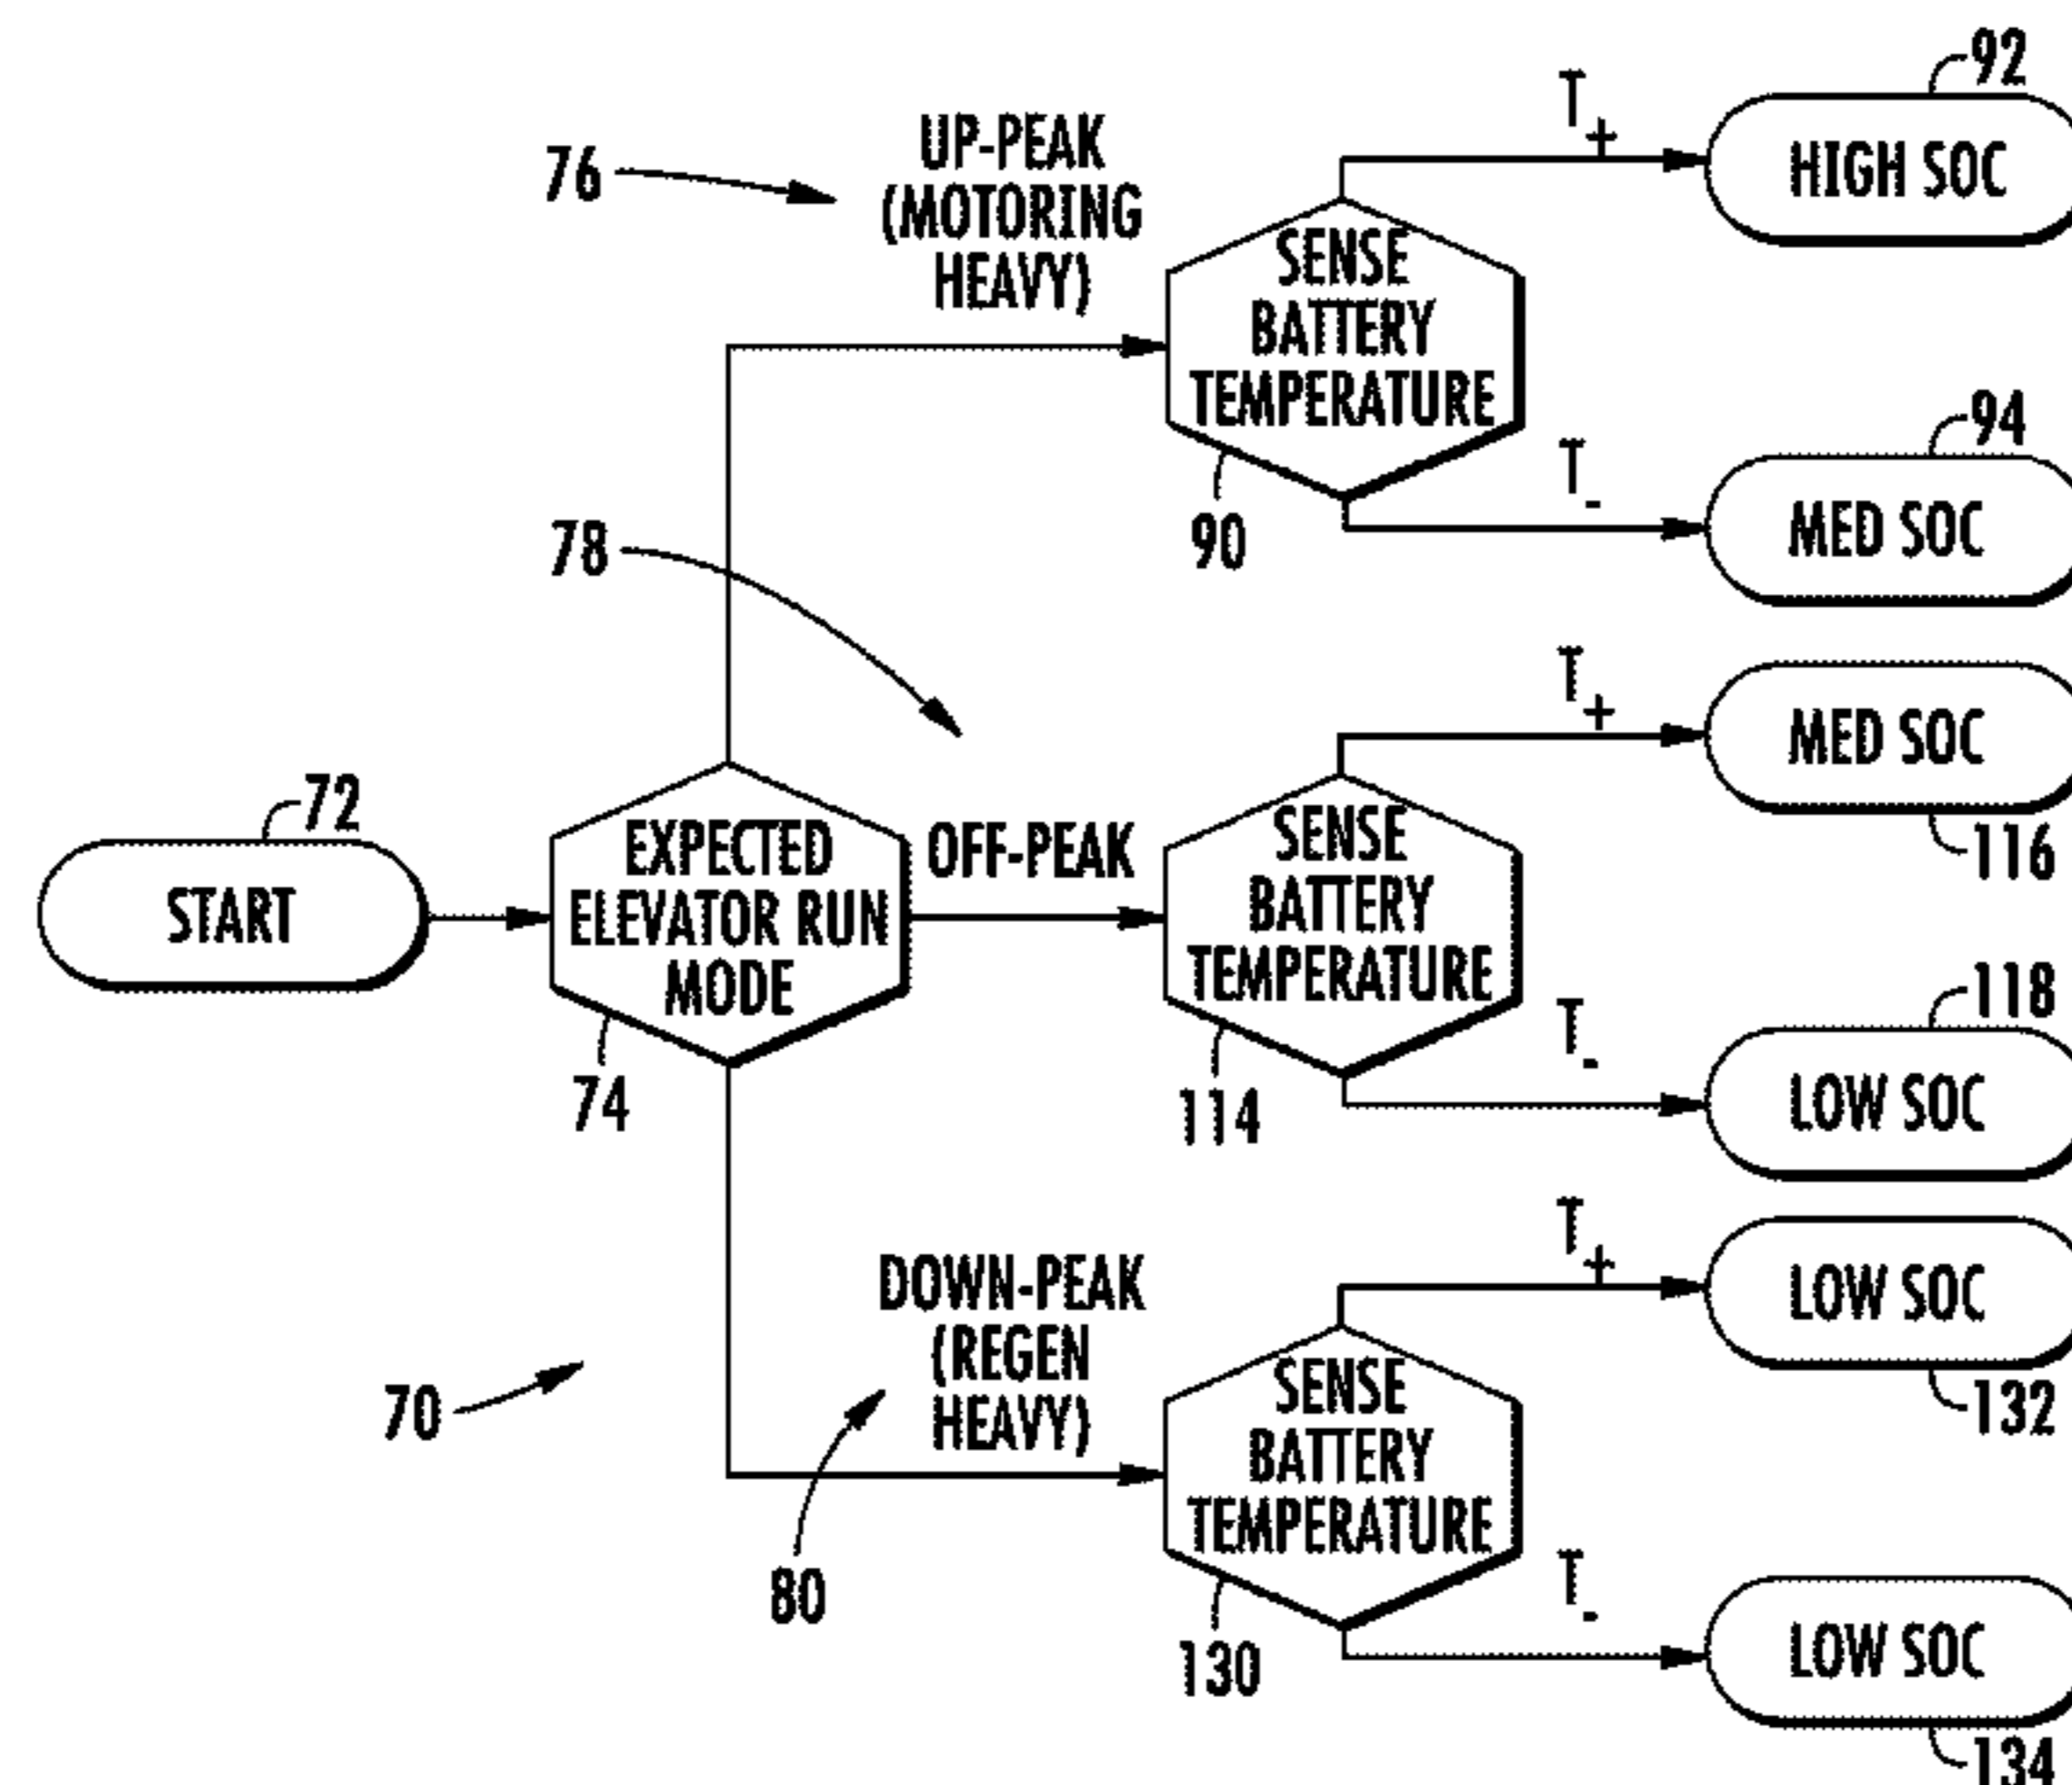 92
T+
HIGH SOC
UP-PEAK
(MOTORING
HEAVY)
76
SENSE
BATTERY
TEMPERATURE
90
T-
94
MED SOC
78
T+
MED SOC
116
72
START
EXPECTED
ELEVATOR RUN
MODE
74
OFF-PEAK
SENSE
BATTERY
TEMPERATURE
114
T-
118
LOW SOC
T+
LOW SOC
132
DOWN-PEAK
(REGEN
HEAVY)
70
80
SENSE
BATTERY
TEMPERATURE
130
T-
LOW SOC
134